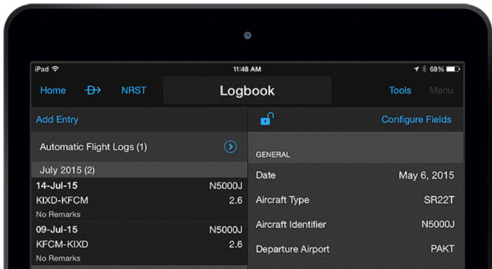 iPad 11:48 AM 68%
Home NRST Logbook Tools Menu
Add Entry Configure Fields
Automatic Flight Logs (1)
GENERAL
July 2015 (2)
Date May 6, 2015
14-Jul-15 N5000J
KIXD-KFCM 2.6
No Remarks
Aircraft Type SR22T
09-Jul-15 N5000J
KFCM-KIXD 2.6
No Remarks
Aircraft Identifier N5000J
Departure Airport PAKT